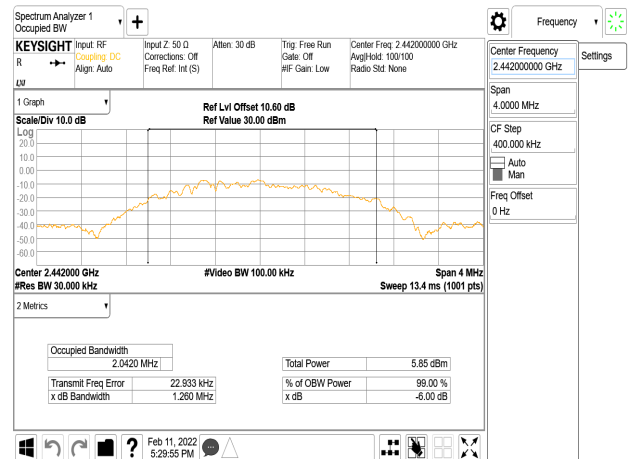 Spectrum Analyzer 1
Occupied BW
Frequency
KEYSIGHT
R
Input: RF
Coupling: DC
Align: Auto
Input Z: 50 Ω
Corrections: Off
Freq Ref: Int (S)
Atten: 30 dB
Trig: Free Run
Gate: Off
#IF Gain: Low
Center Freq: 2.442000000 GHz
Avg|Hold: 100/100
Radio Std: None
Center Frequency
2.442000000 GHz
Settings
Span
4.0000 MHz
CF Step
400.000 kHz
Auto
Man
Freq Offset
0 Hz
1 Graph
Scale/Div 10.0 dB
Ref Lvl Offset 10.60 dB
Ref Value 30.00 dBm
Log
20.0
10.0
0.00
-10.0
-20.0
-30.0
-40.0
-50.0
-60.0
Center 2.442000 GHz
#Video BW 100.00 kHz
Span 4 MHz
#Res BW 30.000 kHz
Sweep 13.4 ms (1001 pts)
2 Metrics
Occupied Bandwidth
2.0420 MHz
Total Power 5.85 dBm
Transmit Freq Error 22.933 kHz
% of OBW Power 99.00 %
x dB Bandwidth 1.260 MHz
x dB -6.00 dB
?
Feb 11, 2022
5:29:55 PM